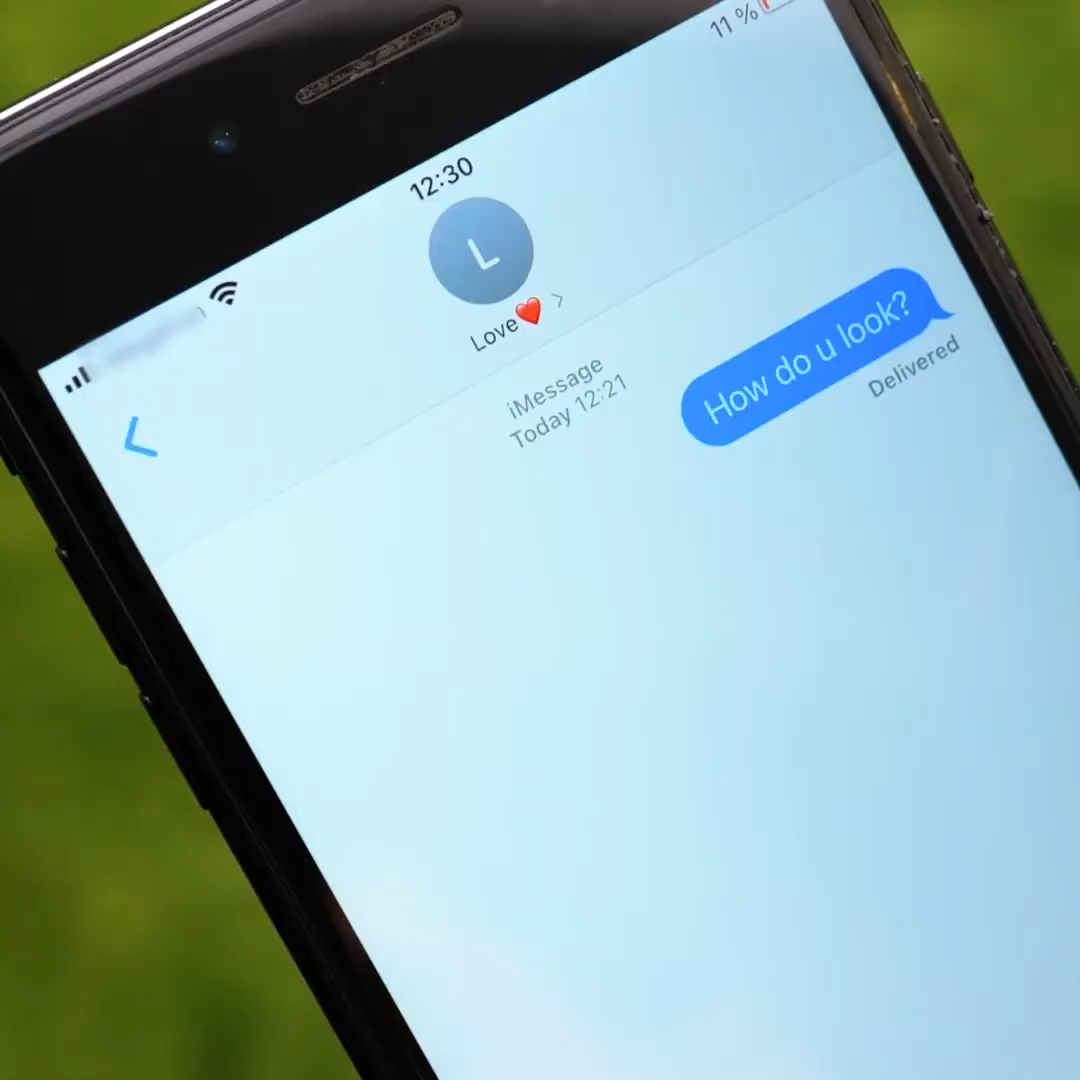 11 %
12:30
L
Love❤️
iMessage
Today 12:21
How do u look?
Delivered